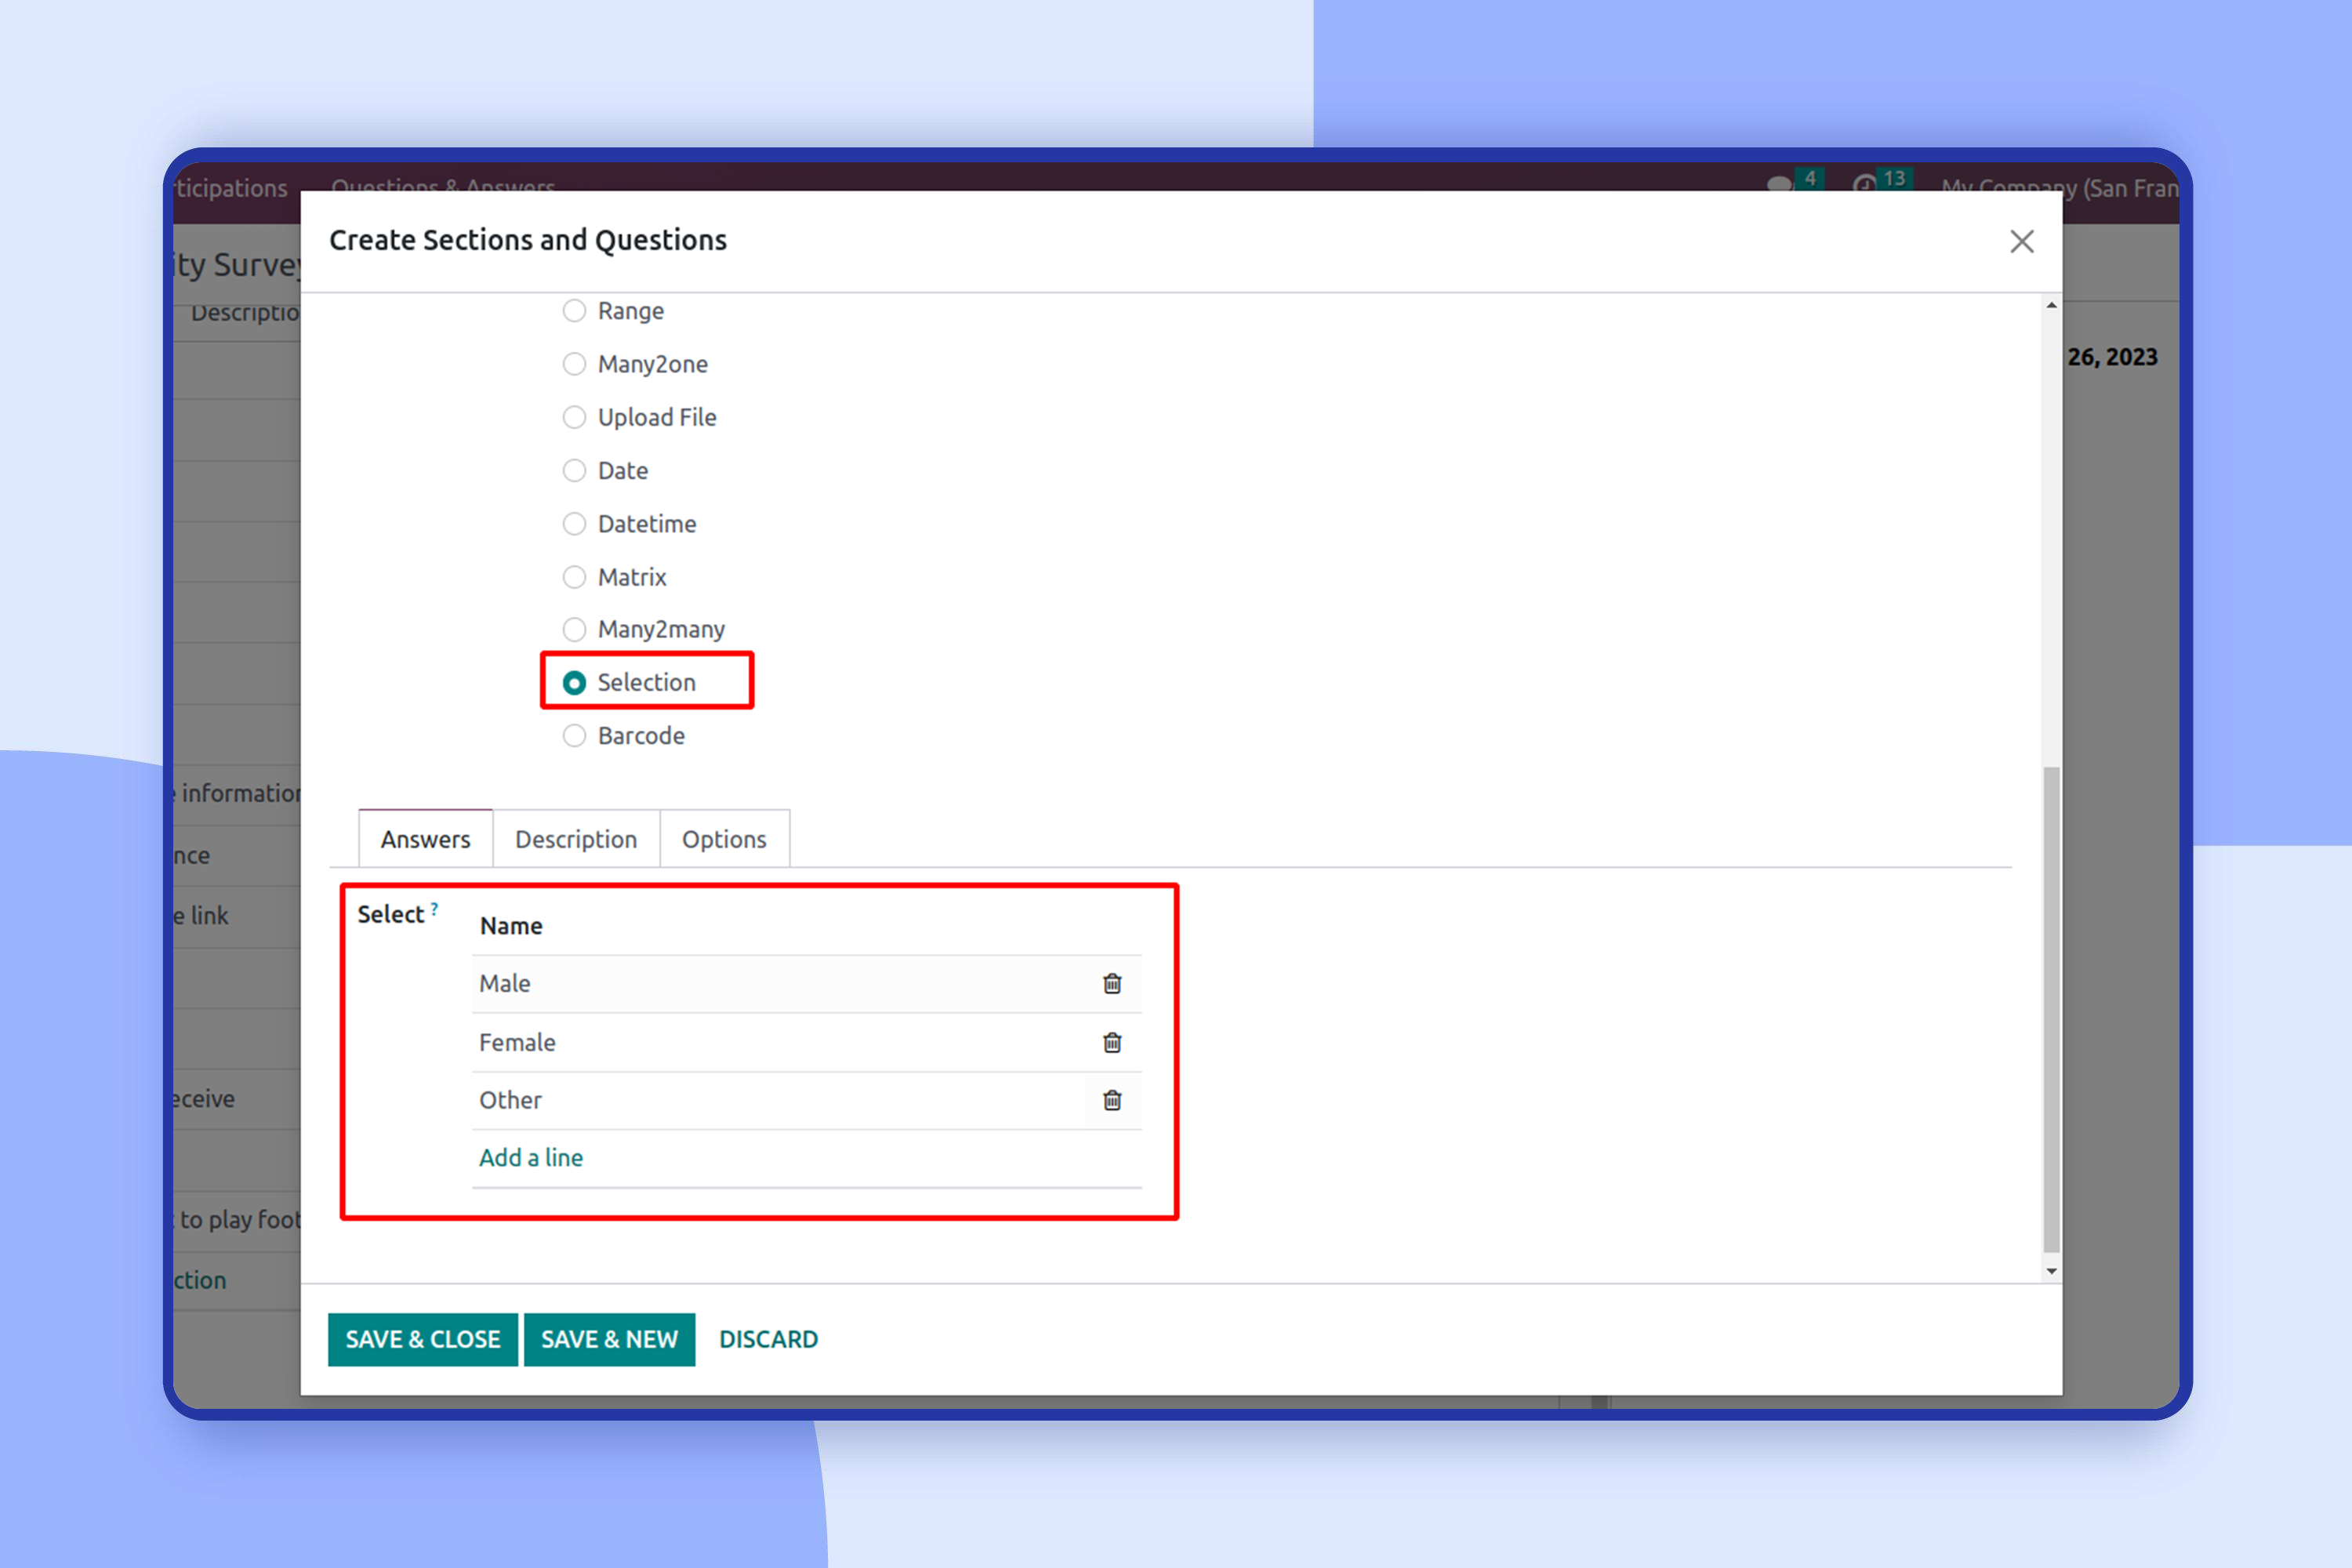 ticipations Questions & Answers 4 13 My Company (San Fran
Create Sections and Questions
ity Survey
Descriptio
Range
26, 2023
Many2one
Upload File
Date
Datetime
Matrix
Many2many
Selection
Barcode
e information
Answers Description Options
nce
Select ?
Name
e link
Male
Female
Other
eceive
Add a line
t to play foot
ction
SAVE & CLOSE SAVE & NEW DISCARD